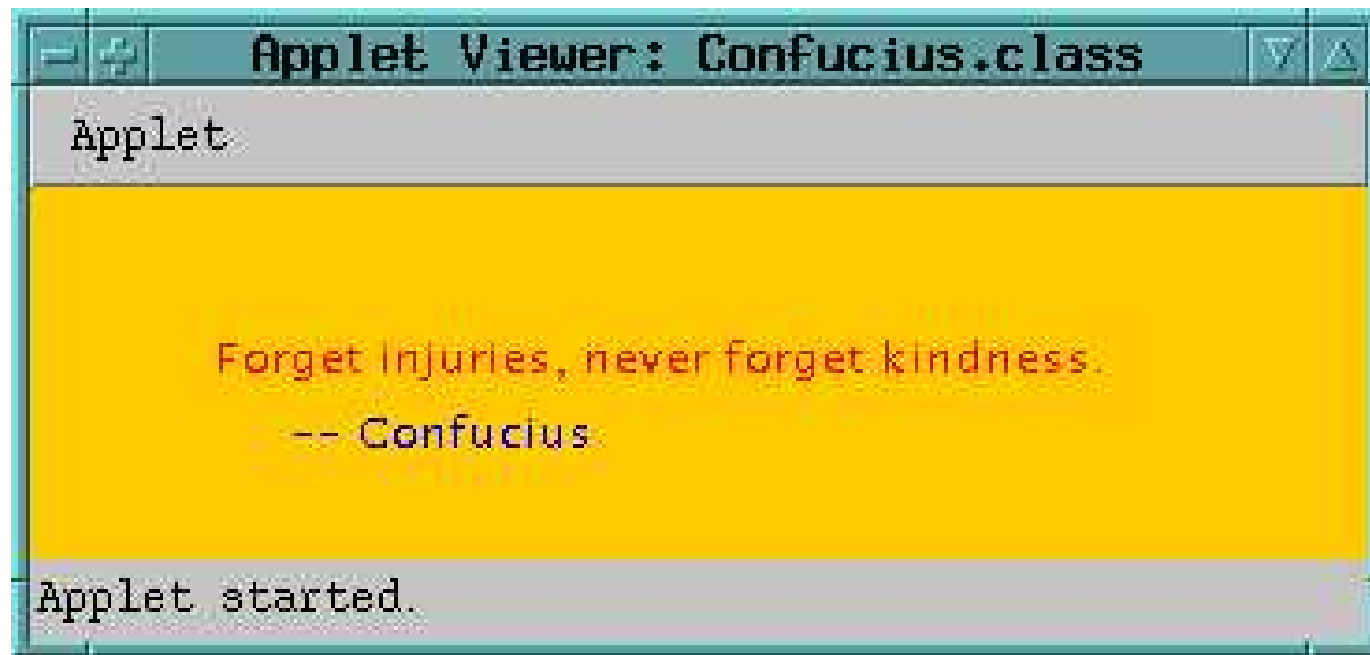 Applet Viewer: Confucius.class
Applet
Forget injuries, never forget kindness.
-- Confucius
Applet started.